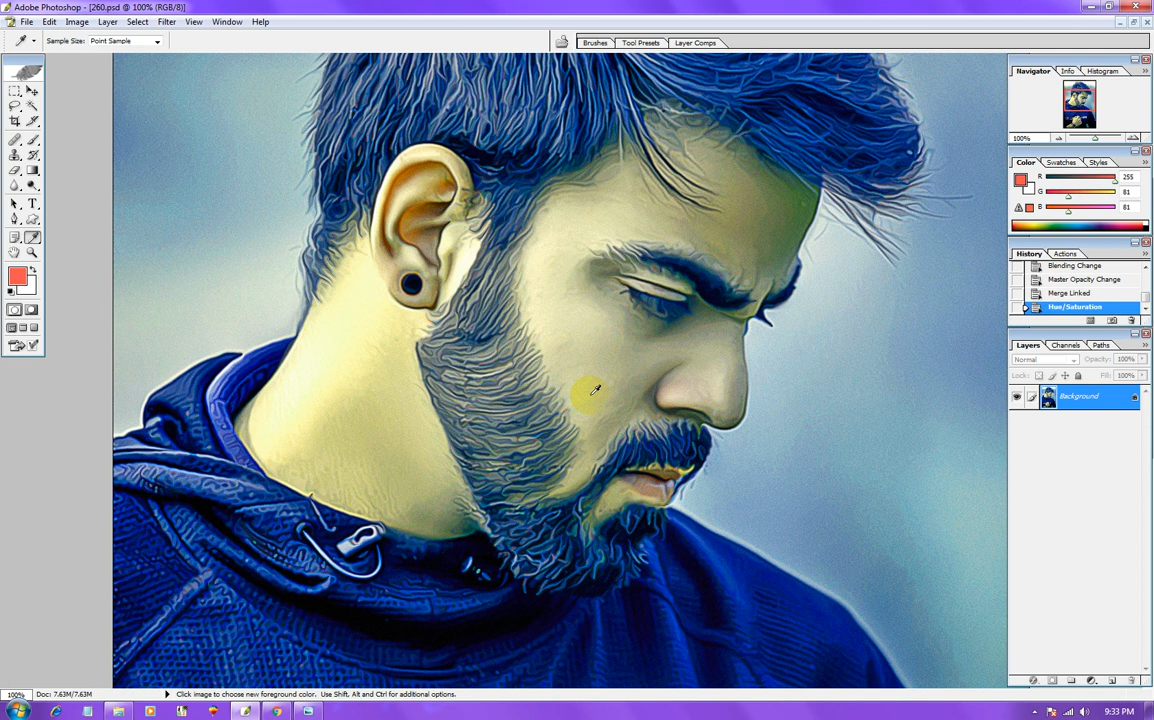 Adobe Photoshop - [260.psd @ 100% (RGB/8)]
File Edit Image Layer Select Filter View Window Help
Sample Size: Point Sample
Brushes Tool Presets Layer Comps
Navigator Info Histogram
100%
Color Swatches Styles
R 255
G 81
B 81
History Actions
Blending Change
Master Opacity Change
Merge Linked
Hue/Saturation
Layers Channels Paths
Normal Opacity: 100%
Lock: Fill: 100%
Background
100% Doc: 7.63M/7.63M Click image to choose new foreground color. Use Shift, Alt and Ctrl for additional options.
9:33 PM